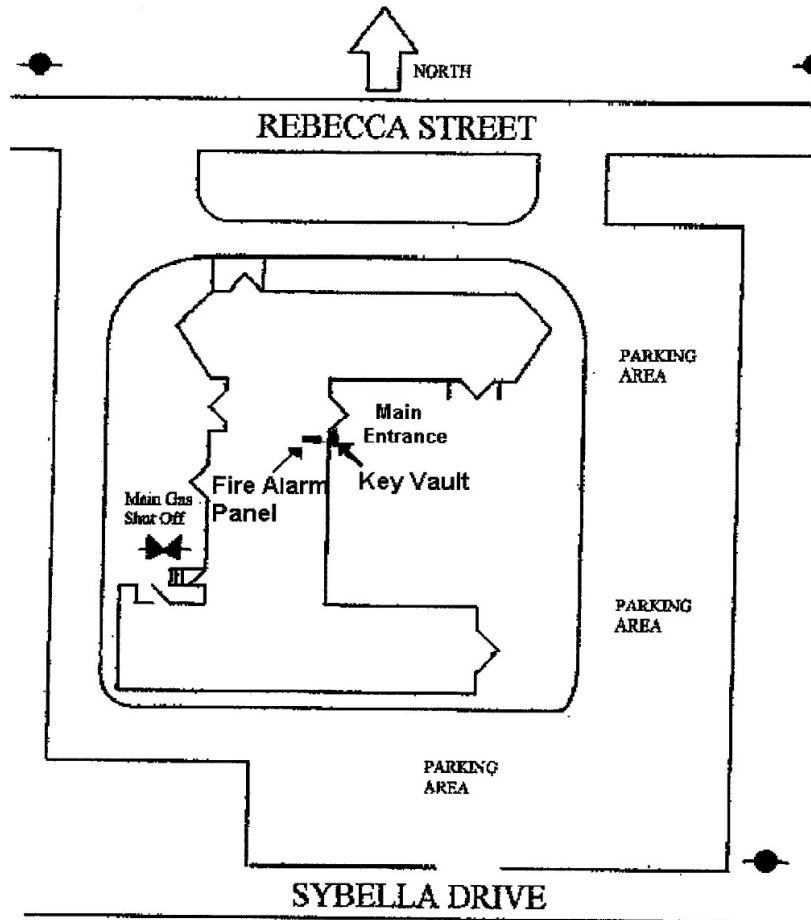 NORTH
REBECCA STREET
PARKING
AREA
Main
Entrance
Fire Alarm
Panel
Key Vault
Main Gas
Shut Off
PARKING
AREA
PARKING
AREA
SYBELLA DRIVE